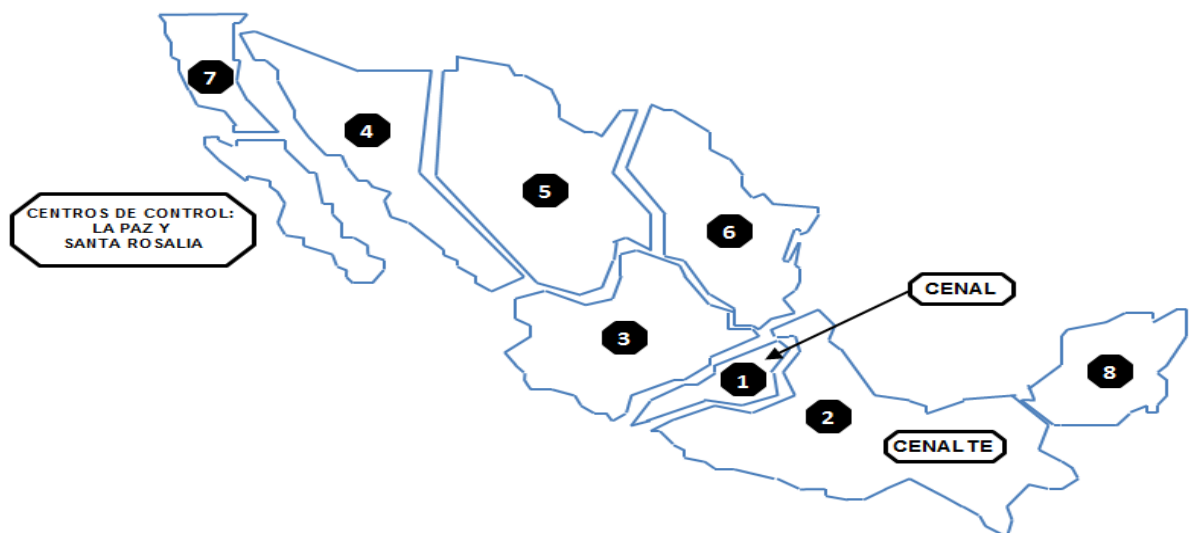 7
4
5
CENTROS DE CONTROL:
LA PAZ Y
SANTA ROSALIA
6
CENAL
3
1
8
2
CENALTE